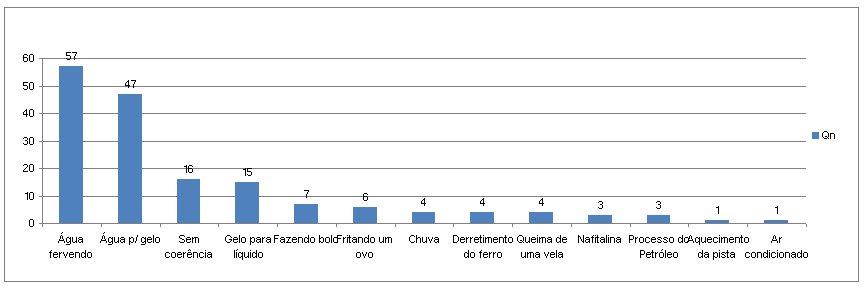 60
50
40
30
20
10
0
57
47
16
15
7
6
4
4
4
3
3
1
1
Água fervendo
Água p/ gelo
Sem coerência
Gelo para líquido
Fazendo bolo
Fritando um ovo
Chuva
Derretimento do ferro
Queima de uma vela
Nafitalina
Processo do Petróleo
Aquecimento da pista
Ar condicionado
Qn